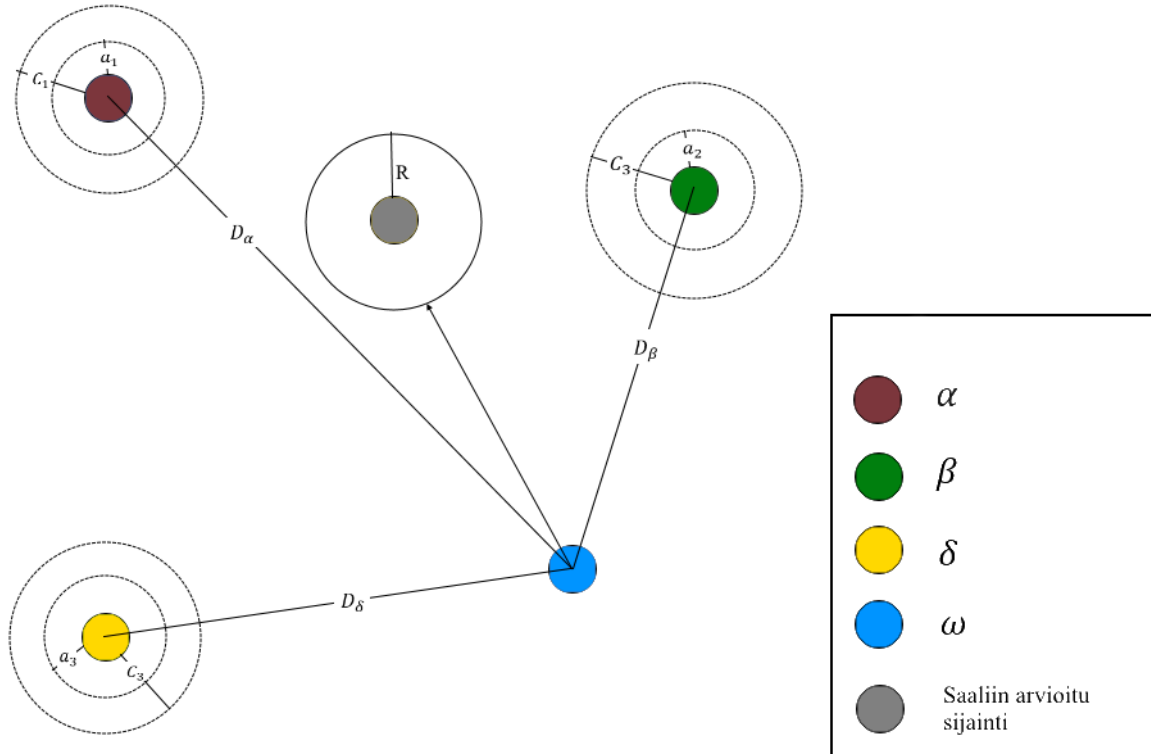 a₁
C₁
R
a₂
C₃
D_α
D_β
D_δ
a₃
C₃
α
β
δ
ω
Saaliin arvioitu
sijainti